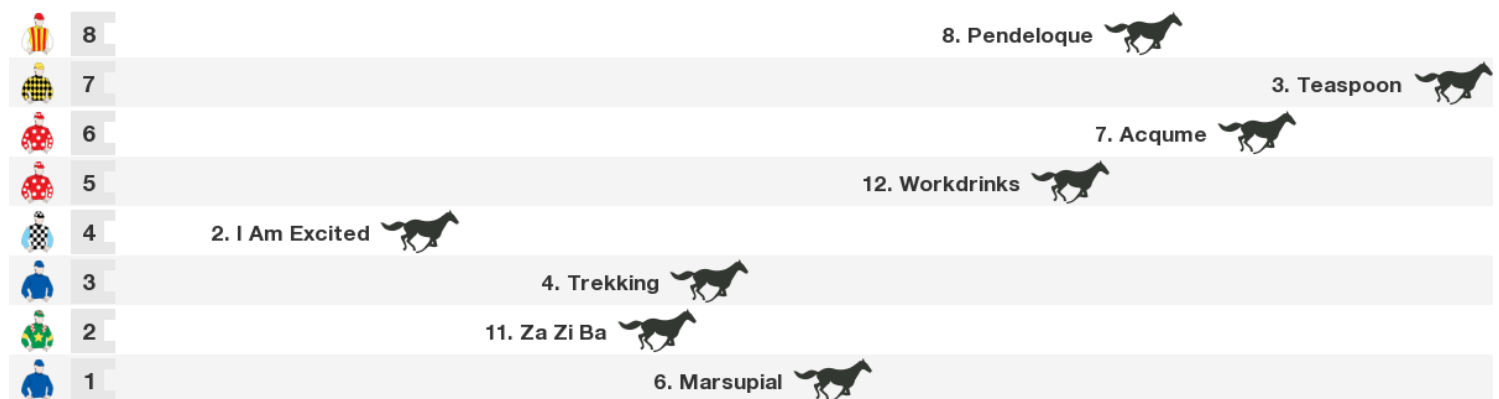 8 8. Pendeloque
7 3. Teaspoon
6 7. Acqume
5 12. Workdrinks
4 2. I Am Excited
3 4. Trekking
2 11. Za Zi Ba
1 6. Marsupial